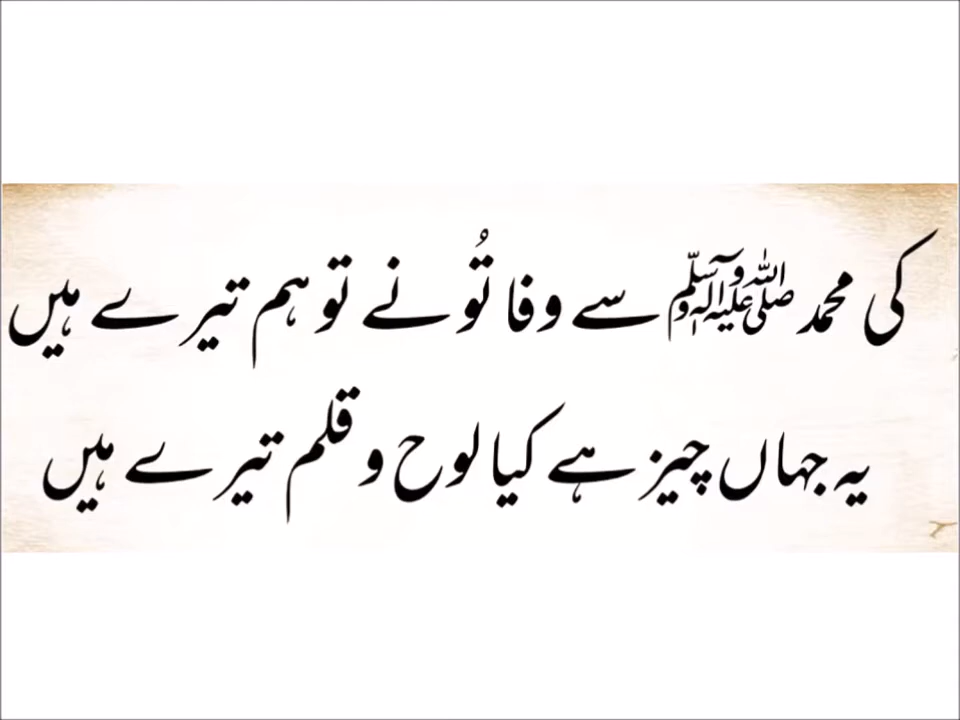 کی محمد صلی اللہ علیہ وآلہ وسلم سے وفا تُو نے تو ہم تیرے ہیں
یہ جہاں چیز ہے کیا لوح و قلم تیرے ہیں